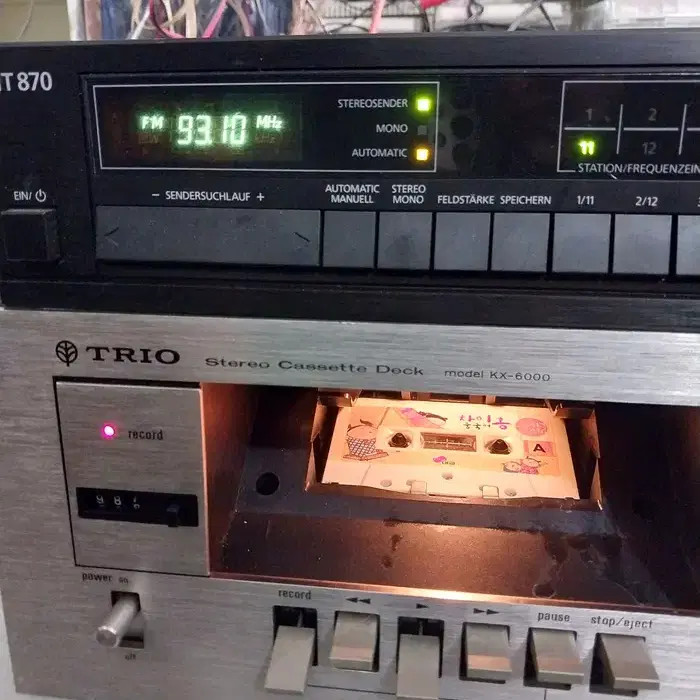 T 870
STEREOSENDER
FM 93.10 MHz
MONO
AUTOMATIC
1 2
11 12
STATION/FREQUENZEIN
EIN/
– SENDERSUCHLAUF +
AUTOMATIC MANUELL
STEREO MONO
FELDSTÄRKE
SPEICHERN
1/11
2/12
TRIO
Stereo Cassette Deck
model KX-6000
record
A
power on
off
record
pause
stop/eject